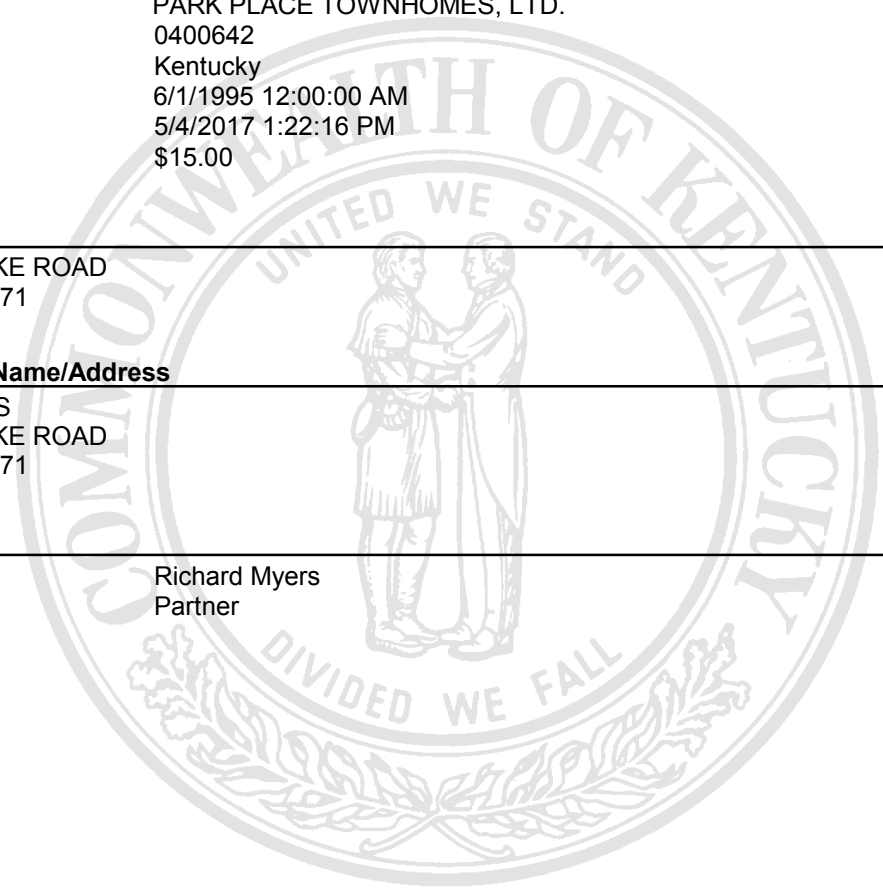 PARK PLACE TOWNHOMES, LTD.
0400642
Kentucky
6/1/1995 12:00:00 AM
5/4/2017 1:22:16 PM
$15.00
COMMONWEALTH OF KENTUCKY
UNITED WE STAND
KE ROAD
71
Name/Address
S
KE ROAD
71
Richard Myers
Partner
DIVIDED WE FALL